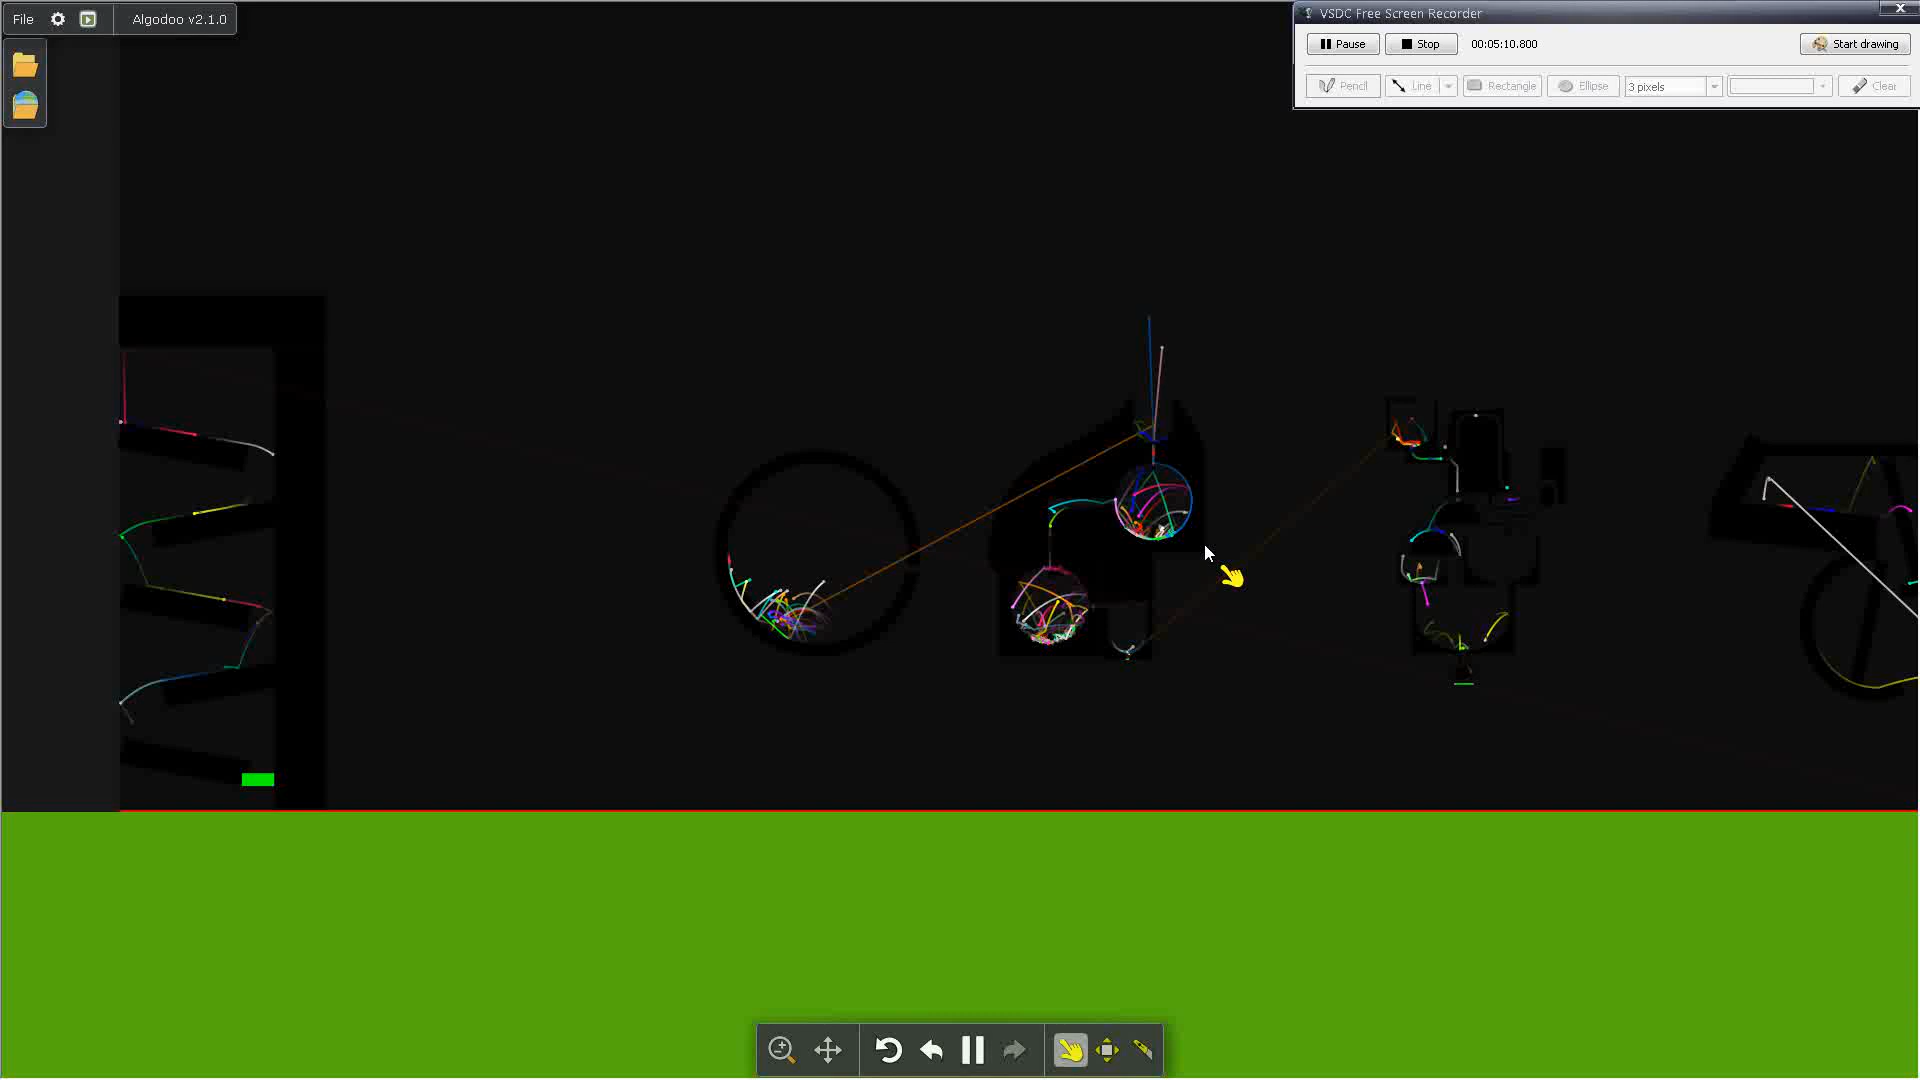 File
Algodoo v2.1.0
VSDC Free Screen Recorder
Pause
Stop
00:05:10.800
Start drawing
Pencil
Line
Rectangle
Ellipse
3 pixels
Clear